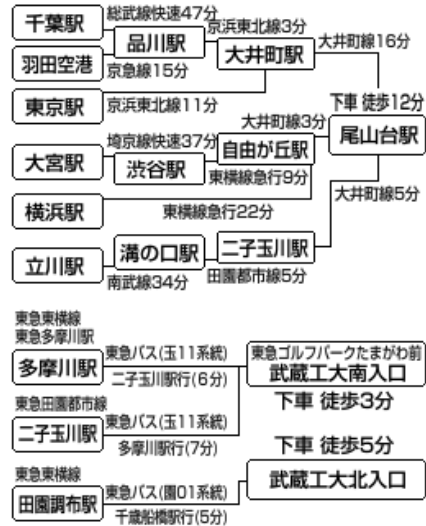 千葉駅
総武線快速47分
品川駅
京浜東北線3分
大井町駅
大井町線16分
羽田空港
京急線15分
東京駅
京浜東北線11分
下車 徒歩12分
尾山台駅
大宮駅
埼京線快速37分
渋谷駅
大井町線3分
自由が丘駅
東横線急行9分
横浜駅
東横線急行22分
大井町線5分
立川駅
南武線34分
溝の口駅
田園都市線5分
二子玉川駅
東急東横線
東急多摩川駅
多摩川駅
東急バス(玉11系統)
二子玉川駅行(6分)
東急ゴルフパークたまがわ前
武蔵工大南入口
下車 徒歩3分
東急田園都市線
二子玉川駅
東急バス(玉11系統)
多摩川駅行(7分)
下車 徒歩5分
武蔵工大北入口
東急東横線
田園調布駅
東急バス(園01系統)
千歳船橋駅行(5分)